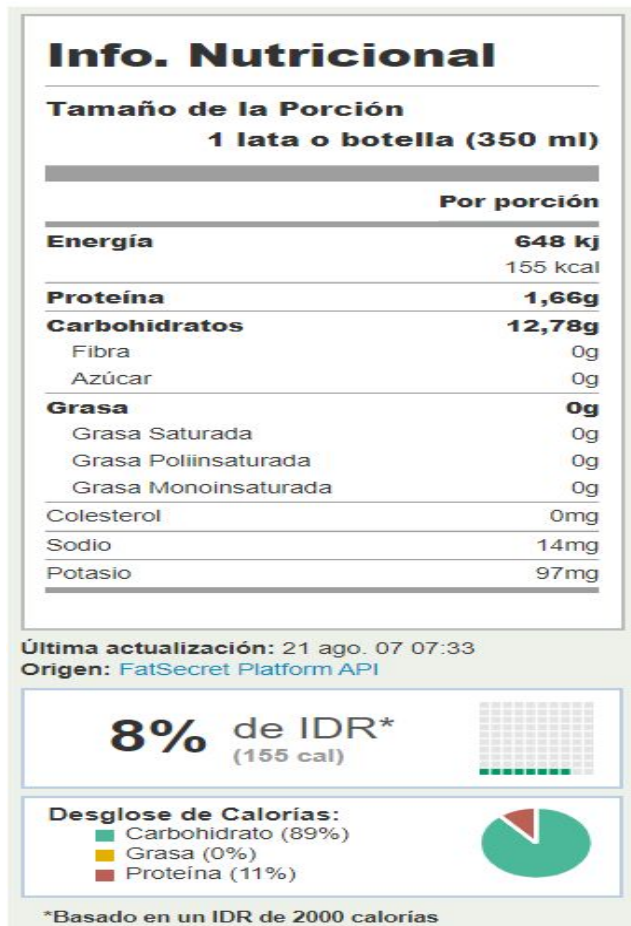 Info. Nutricional
Tamaño de la Porción
1 lata o botella (350 ml)
Por porción
Energía 648 kj
155 kcal
Proteína 1,66g
Carbohidratos 12,78g
Fibra 0g
Azúcar 0g
Grasa 0g
Grasa Saturada 0g
Grasa Poliinsaturada 0g
Grasa Monoinsaturada 0g
Colesterol 0mg
Sodio 14mg
Potasio 97mg
Última actualización: 21 ago. 07 07:33
Origen: FatSecret Platform API
8% de IDR*
(155 cal)
Desglose de Calorías:
Carbohidrato (89%)
Grasa (0%)
Proteína (11%)
*Basado en un IDR de 2000 calorías